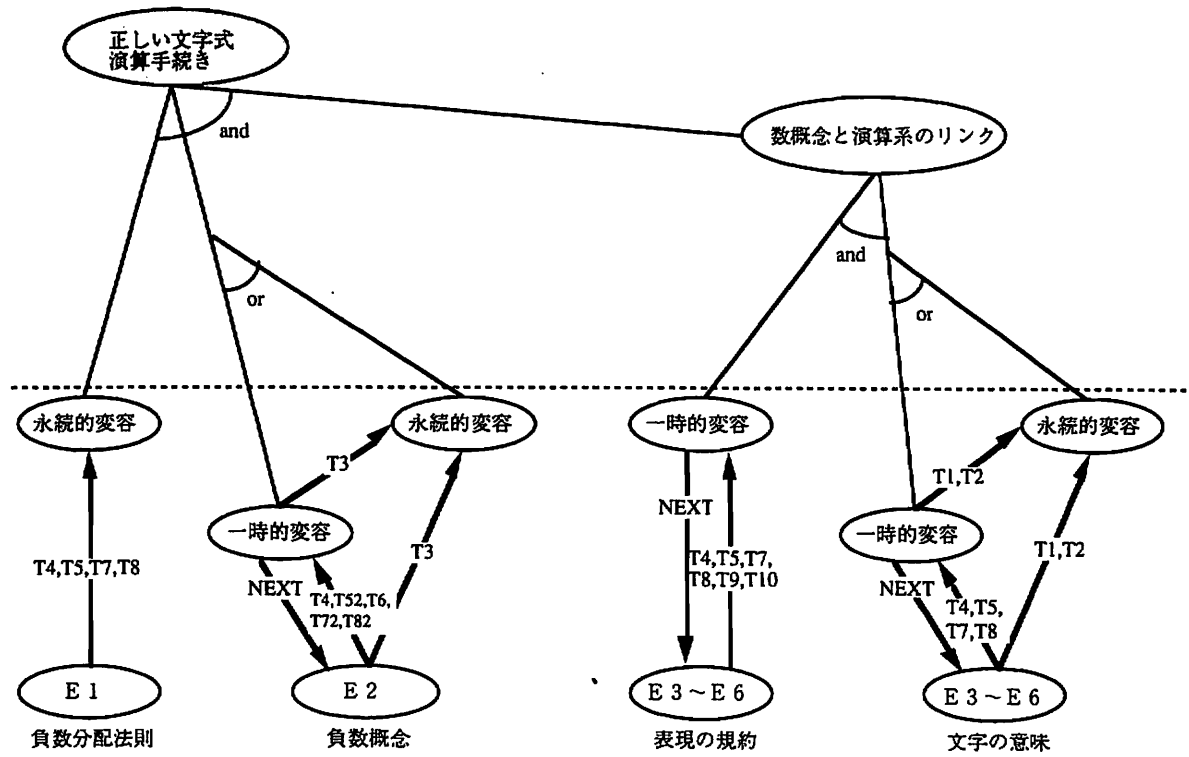 正しい文字式
演算手続き
and
数概念と演算系のリンク
or
and
or
永続的変容
永続的変容
一時的変容
永続的変容
T3
T1,T2
NEXT
一時的変容
一時的変容
T4,T5,T7,T8
T3
T4,T5,T7,
T8,T9,T10
T1,T2
NEXT
T4,T52,T6,
T72,T82
NEXT
T4,T5,
T7,T8
E 1
E 2
E 3～E 6
E 3～E 6
負数分配法則
負数概念
表現の規約
文字の意味